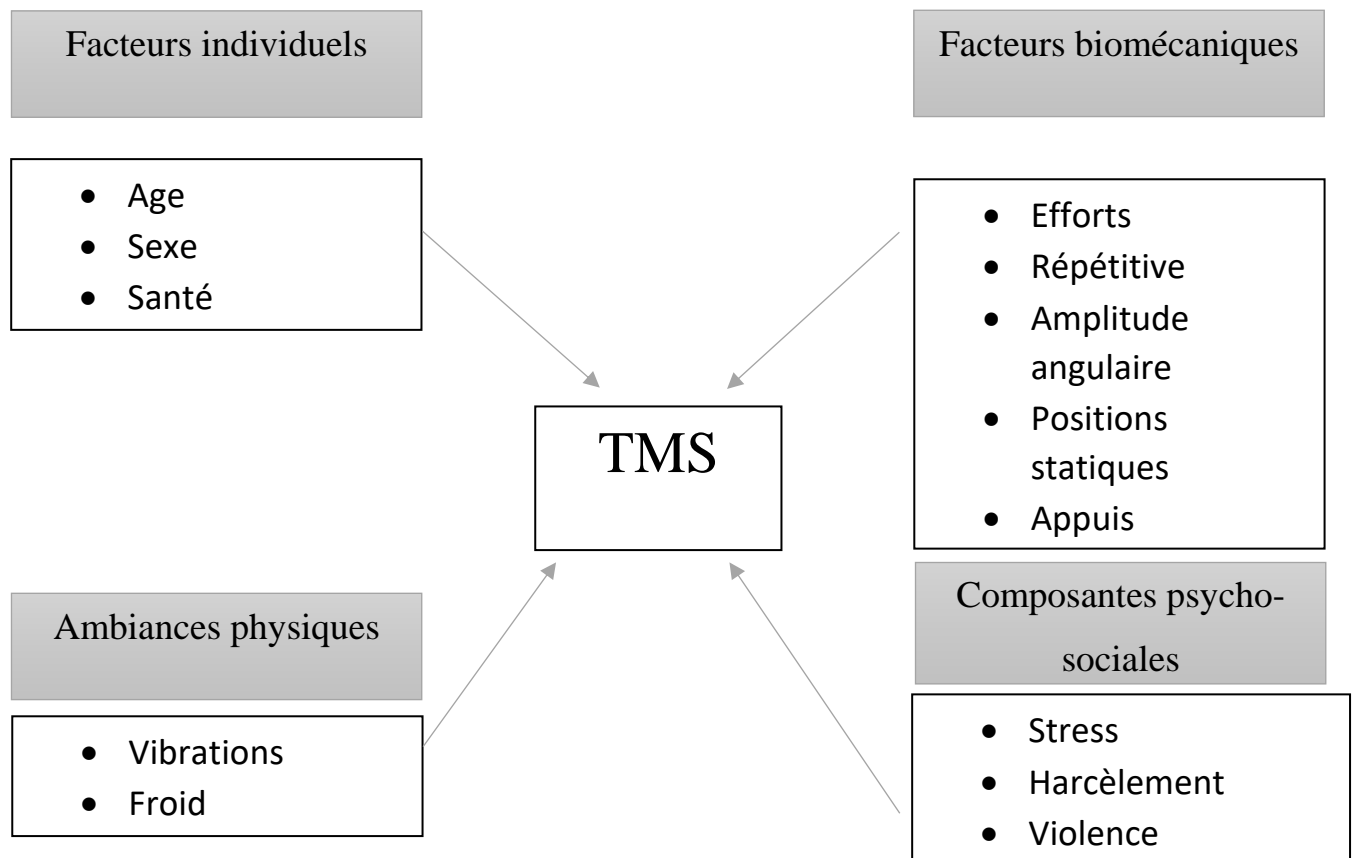 Facteurs individuels
• Age
• Sexe
• Santé
Facteurs biomécaniques
• Efforts
• Répétitive
• Amplitude
angulaire
• Positions
statiques
• Appuis
TMS
Ambiances physiques
• Vibrations
• Froid
Composantes psycho-
sociales
• Stress
• Harcèlement
• Violence